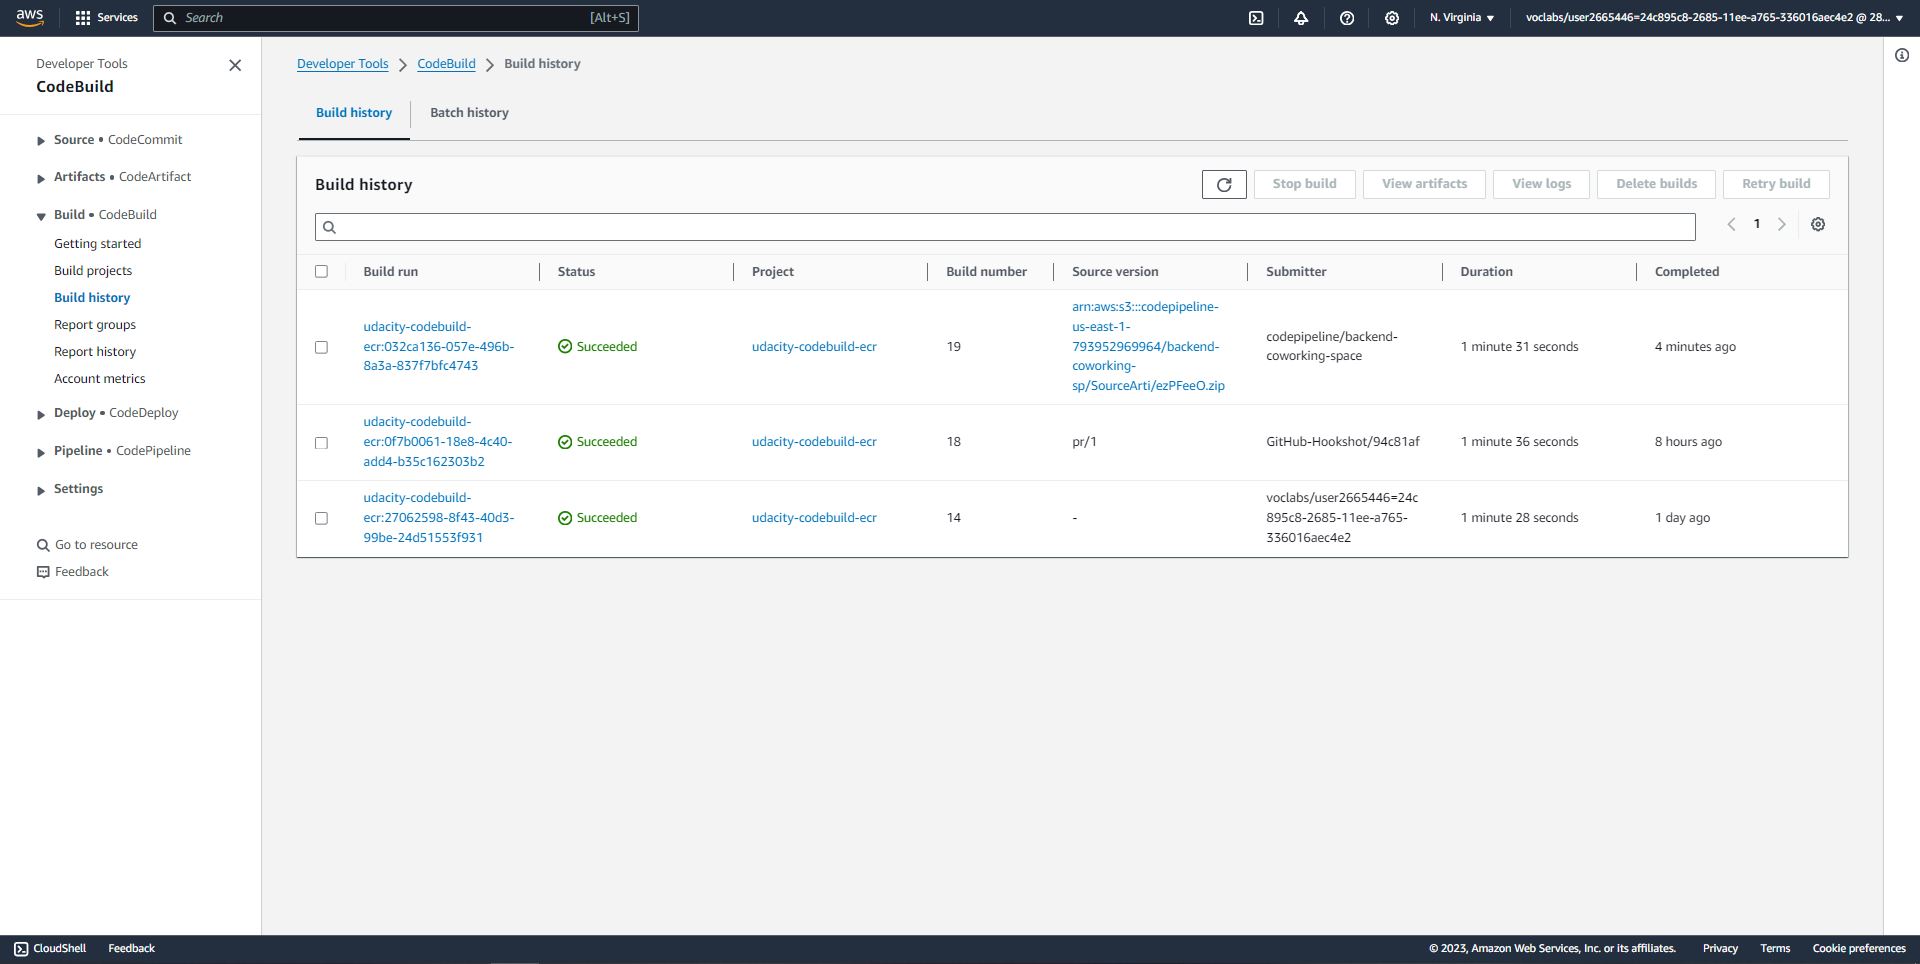 aws
Services
Search
[Alt+S]
N. Virginia
voclabs/user2665446=24c895c8-2685-11ee-a765-336016aec4e2 @ 28...
Developer Tools
CodeBuild
Source • CodeCommit
Artifacts • CodeArtifact
Build • CodeBuild
Getting started
Build projects
Build history
Report groups
Report history
Account metrics
Deploy • CodeDeploy
Pipeline • CodePipeline
Settings
Go to resource
Feedback
Developer Tools
CodeBuild
Build history
Build history
Batch history
Build history
Stop build
View artifacts
View logs
Delete builds
Retry build
1
Build run
Status
Project
Build number
Source version
Submitter
Duration
Completed
udacity-codebuild-
ecr:032ca136-057e-496b-
8a3a-837f7bfc4743
Succeeded
udacity-codebuild-ecr
19
arn:aws:s3:::codepipeline-
us-east-1-
793952969964/backend-
coworking-
sp/SourceArti/ezPFeeO.zip
codepipeline/backend-
coworking-space
1 minute 31 seconds
4 minutes ago
udacity-codebuild-
ecr:0f7b0061-18e8-4c40-
add4-b35c162303b2
Succeeded
udacity-codebuild-ecr
18
pr/1
GitHub-Hookshot/94c81af
1 minute 36 seconds
8 hours ago
udacity-codebuild-
ecr:27062598-8f43-40d3-
99be-24d51553f931
Succeeded
udacity-codebuild-ecr
14
-
voclabs/user2665446=24c
895c8-2685-11ee-a765-
336016aec4e2
1 minute 28 seconds
1 day ago
CloudShell
Feedback
© 2023, Amazon Web Services, Inc. or its affiliates.
Privacy
Terms
Cookie preferences